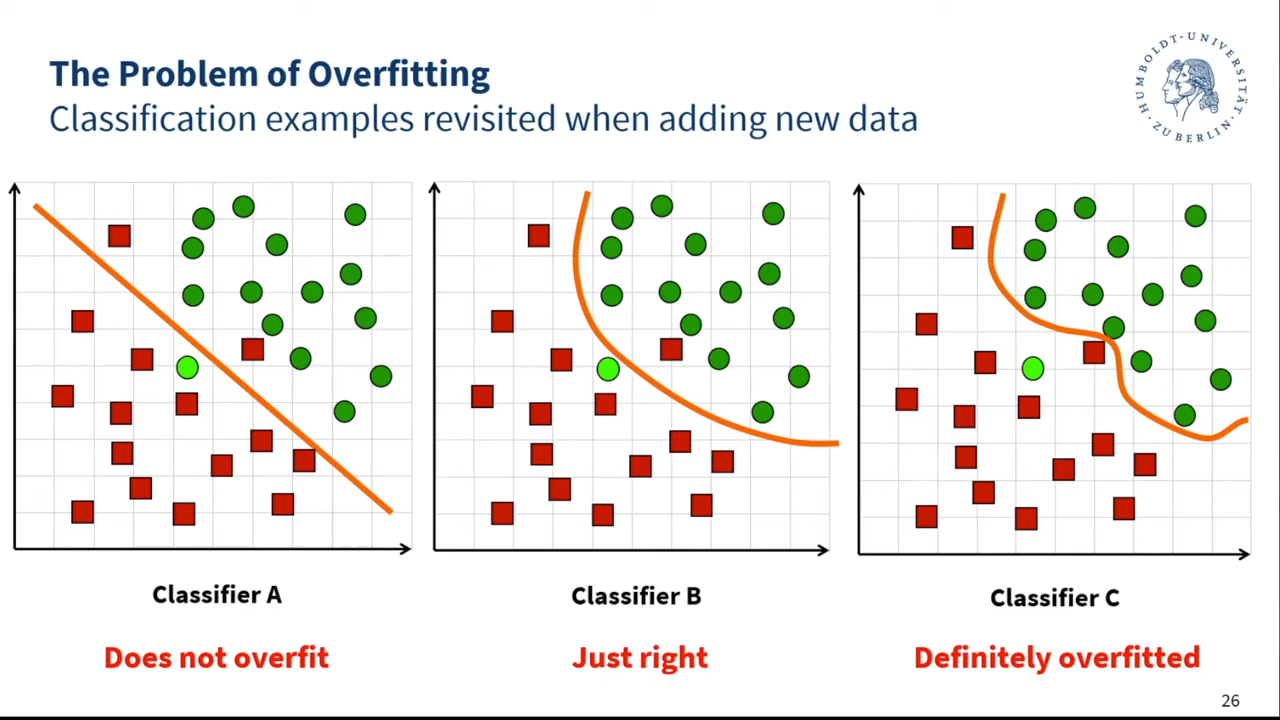 The Problem of Overfitting
Classification examples revisited when adding new data
HUMBOLDT-UNIVERSITÄT
ZU BERLIN
Classifier A
Classifier B
Classifier C
Does not overfit
Just right
Definitely overfitted
26